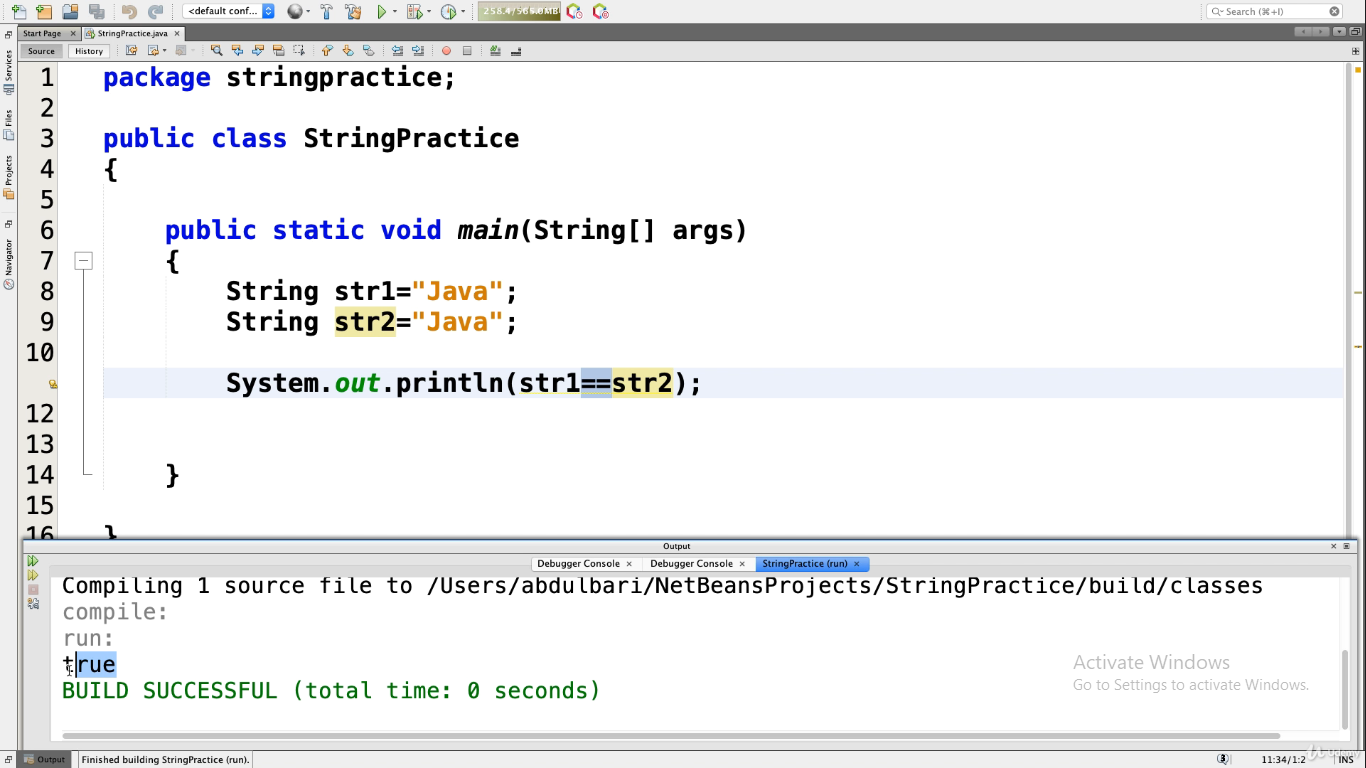 <default conf...
258.4/565.0MB
Search (⌘+I)
Start Page
StringPractice.java
Source
History
Services
Files
Projects
Navigator
1 package stringpractice;
2
3 public class StringPractice
4 {
5
6 public static void main(String[] args)
7 {
8 String str1="Java";
9 String str2="Java";
10
System.out.println(str1==str2);
12
13
14 }
15
16 }
Output
Debugger Console
Debugger Console
StringPractice (run)
Compiling 1 source file to /Users/abdulbari/NetBeansProjects/StringPractice/build/classes
compile:
run:
true
BUILD SUCCESSFUL (total time: 0 seconds)
Activate Windows
Go to Settings to activate Windows.
Output
Finished building StringPractice (run).
11:34/1:2
INS
Udemy